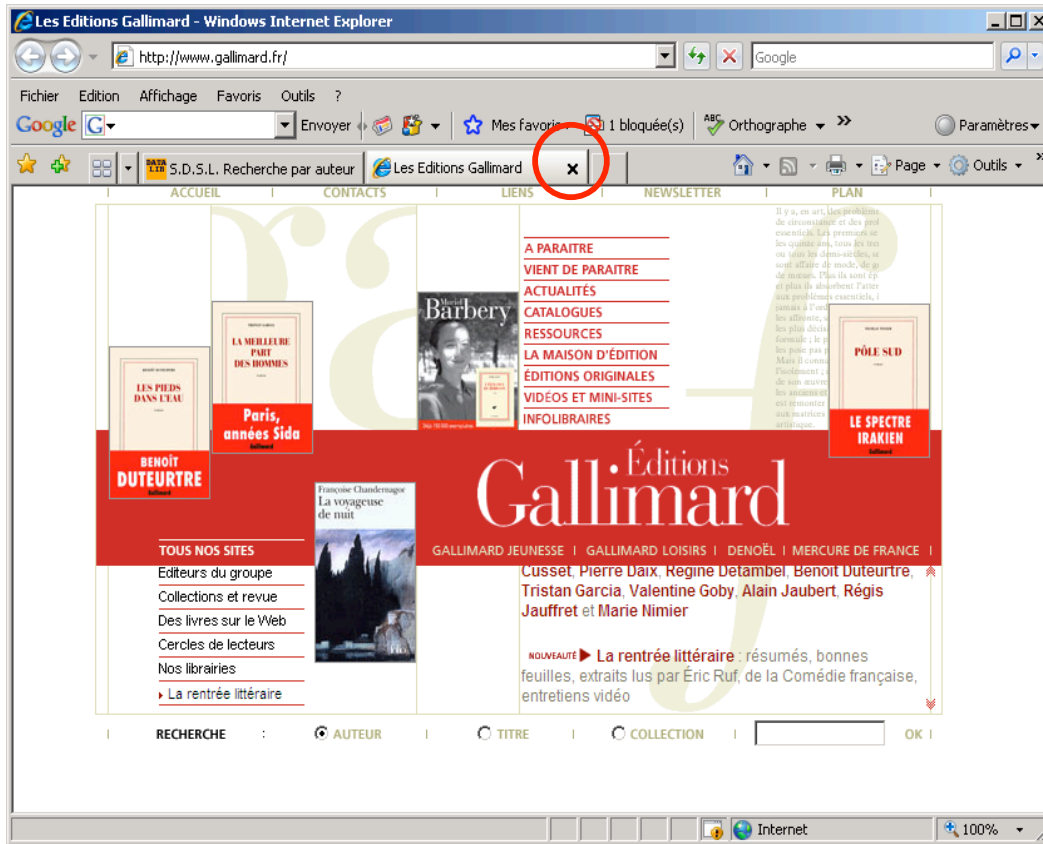 Les Editions Gallimard - Windows Internet Explorer
http://www.gallimard.fr/
Google
Fichier Edition Affichage Favoris Outils ?
Google G Envoyer Mes favoris 1 bloquée(s) ABC Orthographe Paramètres
DATA LIB S.D.S.L. Recherche par auteur Les Editions Gallimard Page Outils
ACCUEIL CONTACTS LIENS NEWSLETTER PLAN
A PARAITRE
VIENT DE PARAITRE
ACTUALITÉS
CATALOGUES
RESSOURCES
LA MAISON D'ÉDITION
ÉDITIONS ORIGINALES
VIDÉOS ET MINI-SITES
INFOLIBRAIRES
Muriel
Barbery
LA MEILLEURE
PART
DES HOMMES
Paris,
années Sida
Gallimard
LES PIEDS
DANS L'EAU
BENOÎT
DUTEURTRE
Gallimard
PÔLE SUD
LE SPECTRE
IRAKIEN
Gallimard
Françoise Chandernagor
La voyageuse
de nuit
Éditions
Gallimard
GALLIMARD JEUNESSE I GALLIMARD LOISIRS I DENOËL I MERCURE DE FRANCE I
TOUS NOS SITES
Editeurs du groupe
Collections et revue
Des livres sur le Web
Cercles de lecteurs
Nos librairies
La rentrée littéraire
Cusset, Pierre Daix, Régine Detambel, Benoît Duteurtre,
Tristan Garcia, Valentine Goby, Alain Jaubert, Régis
Jauffret et Marie Nimier
NOUVEAUTÉ La rentrée littéraire : résumés, bonnes
feuilles, extraits lus par Éric Ruf, de la Comédie française,
entretiens vidéo
RECHERCHE : AUTEUR I TITRE I COLLECTION I OK I
Internet 100%